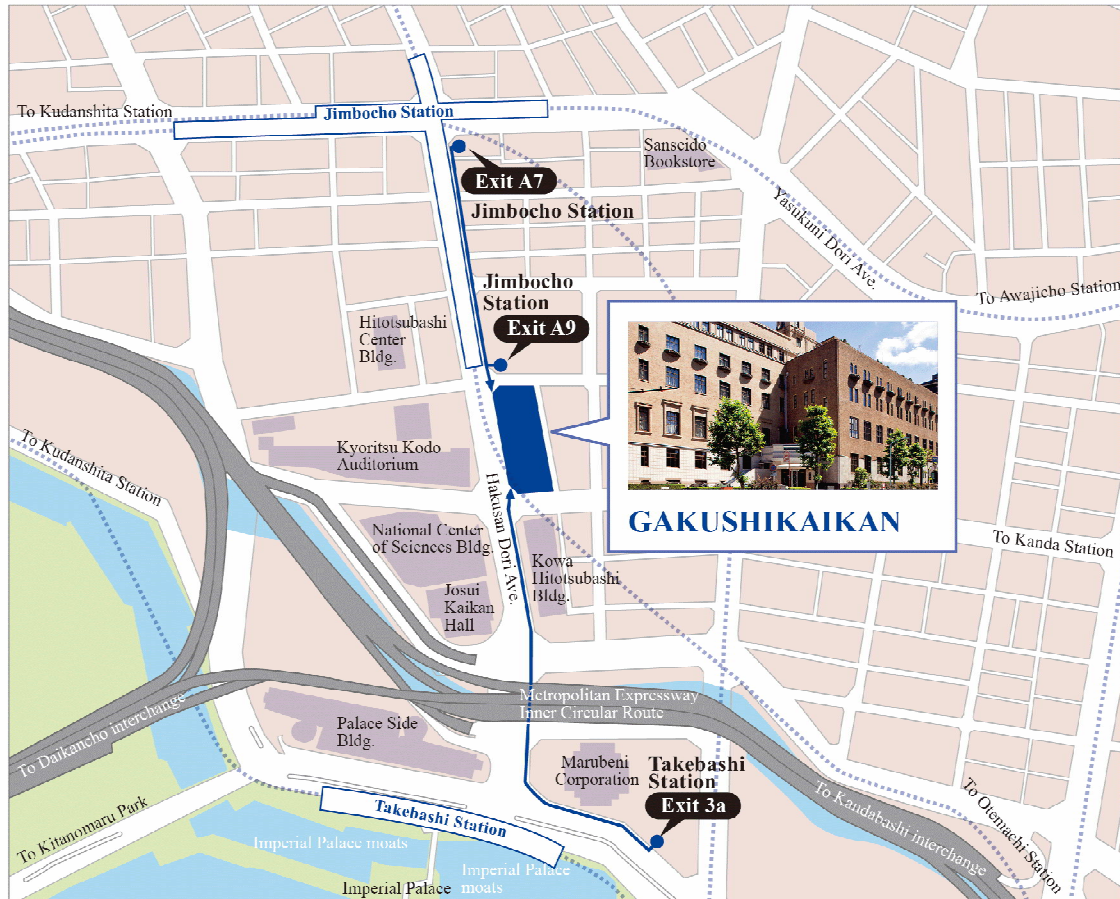 To Kudanshita Station
Jimbocho Station
Sanseido
Bookstore
Exit A7
Jimbocho Station
Yasukuni Dori Ave.
To Awajicho Station
Jimbocho
Station
Exit A9
Hitotsubashi
Center
Bldg.
Kyoritsu Kodo
Auditorium
To Kudanshita Station
Hakusan Dori Ave.
GAKUSHIKAIKAN
National Center
of Sciences Bldg.
To Kanda Station
Kowa
Hitotsubashi
Bldg.
Josui
Kaikan
Hall
Metropolitan Expressway
Inner Circular Route
To Daikancho interchange
Palace Side
Bldg.
Marubeni
Corporation
Takebashi
Station
Exit 3a
To Kandabashi interchange
To Otemachi Station
To Kitanomaru Park
Takebashi Station
Imperial Palace moats
Imperial Palace
moats
Imperial Palace